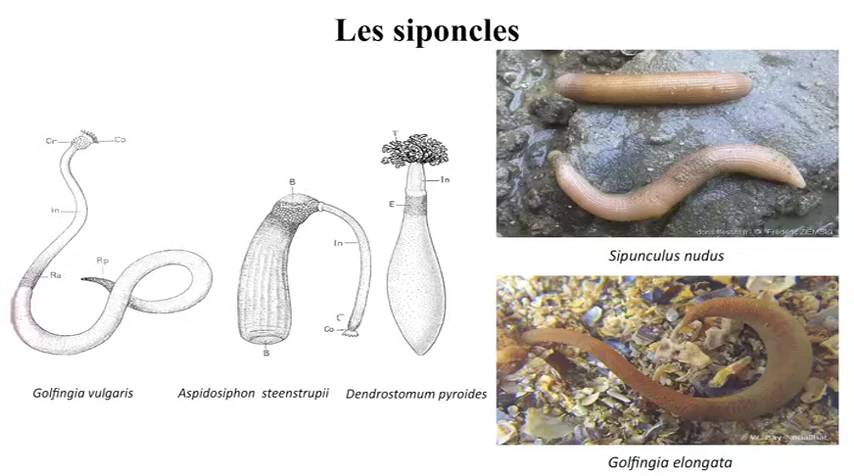 Les siponcles
Cr
Co
In
Ra
Rp
Golfingia vulgaris
B
In
C
Co
B
Aspidosiphon steenstrupii
T
In
E
Dendrostomum pyroides
Sipunculus nudus
Golfingia elongata